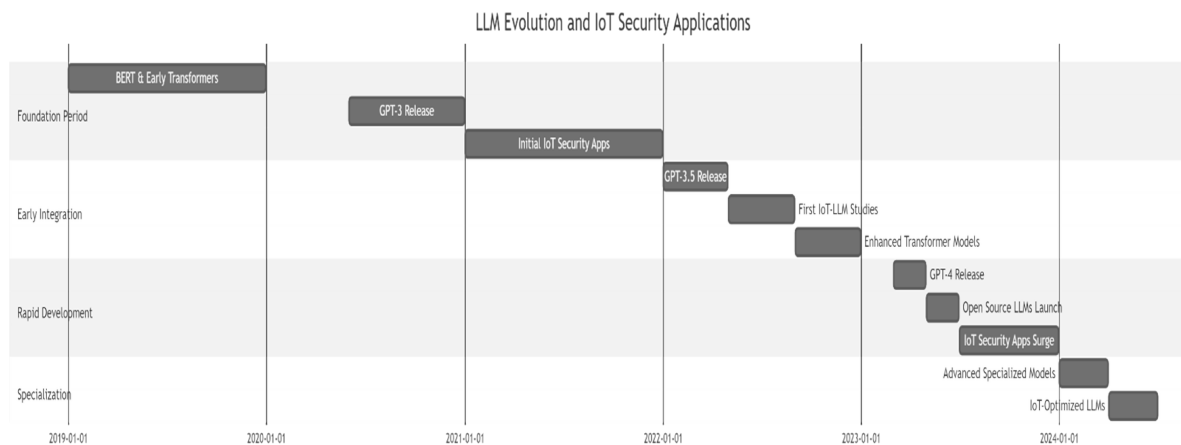 LLM Evolution and IoT Security Applications
BERT & Early Transformers
GPT-3 Release
Foundation Period
Initial IoT Security Apps
GPT-3.5 Release
First IoT-LLM Studies
Early Integration
Enhanced Transformer Models
GPT-4 Release
Open Source LLMs Launch
Rapid Development
IoT Security Apps Surge
Advanced Specialized Models
Specialization
IoT-Optimized LLMs
2019-01-01 2020-01-01 2021-01-01 2022-01-01 2023-01-01 2024-01-01